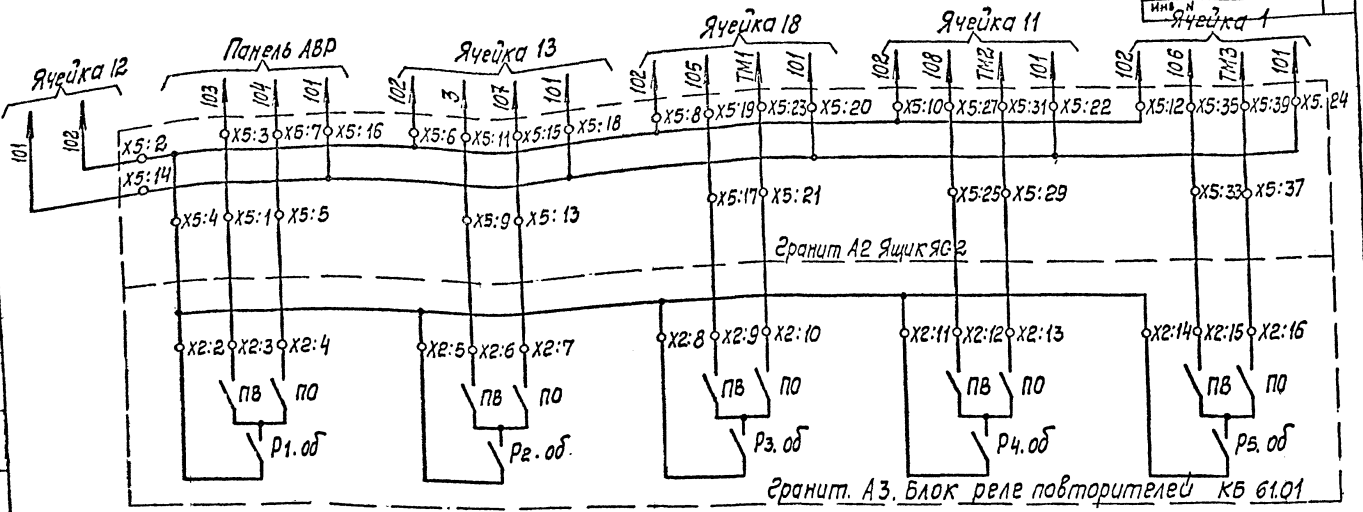 Инв. N
Ячейка 12
Панель АВР
Ячейка 13
Ячейка 18
Ячейка 11
Ячейка 1
101 102 103 104 101 102 3 107 101 102 105 ТМ1 101 102 108 ТМ2 101 102 106 ТМ3 101
X5:2 X5:3 X5:7 X5:16 X5:6 X5:11 X5:15 X5:18 X5:8 X5:19 X5:23 X5:20 X5:10 X5:27 X5:31 X5:22 X5:12 X5:35 X5:39 X5:24
X5:14
X5:4 X5:1 X5:5 X5:9 X5:13 X5:17 X5:21 X5:25 X5:29 X5:33 X5:37
Гранит А2 Ящик ЯС-2
X2:2 X2:3 X2:4 X2:5 X2:6 X2:7 X2:8 X2:9 X2:10 X2:11 X2:12 X2:13 X2:14 X2:15 X2:16
ПВ ПО ПВ ПО ПВ ПО ПВ ПО ПВ ПО
Р1.об Р2.об. Р3.об Р4.об Р5.об
Гранит. А3. Блок реле повторителей КБ 61.01